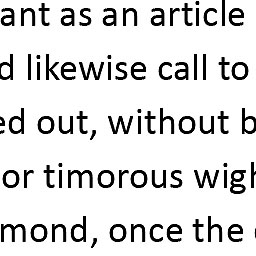 ant as an article
d likewise call to
ed out, without b
or timorous wigh
mond, once the